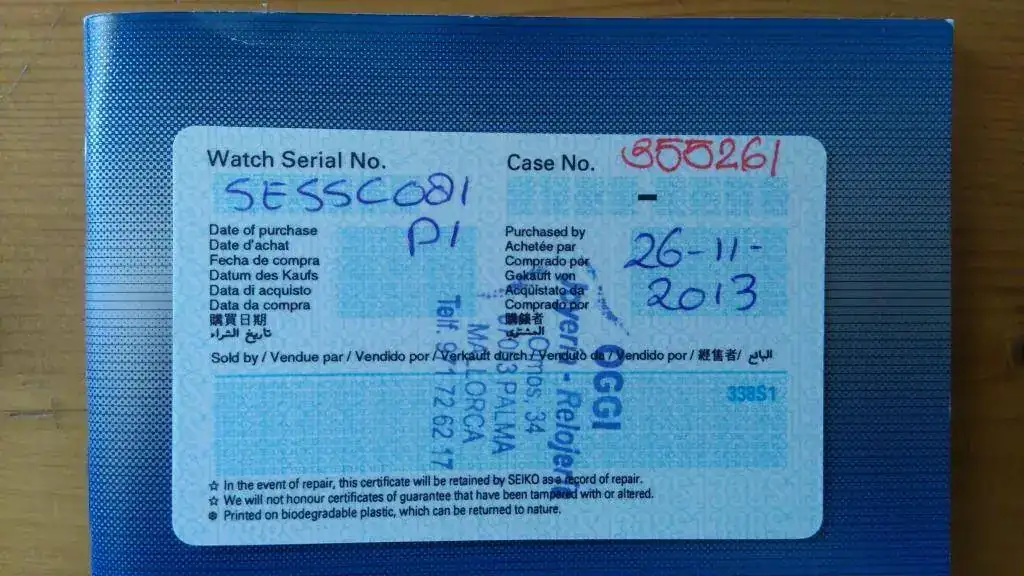 Watch Serial No.
SESSC081
P1
Case No. 355261
-
Date of purchase
Date d'achat
Fecha de compra
Datum des Kaufs
Data di acquisto
Data da compra
購買日期
تاريخ الشراء
Purchased by
Achetée par
Comprado por
Gekauft von
Acquistato da
Comprado por
購錶者
المشترى
26-11-
2013
Sold by / Vendue par / Vendido por / Verkauft durch / Venduto da / Vendido por / 經售者 / البائع
338S1
OGGI
- Relojería
Olmos, 34
PALMA
MALLORCA
Telf. 971 72 62 17
☆ In the event of repair, this certificate will be retained by SEIKO as a record of repair.
☆ We will not honour certificates of guarantee that have been tampered with or altered.
❆ Printed on biodegradable plastic, which can be returned to nature.